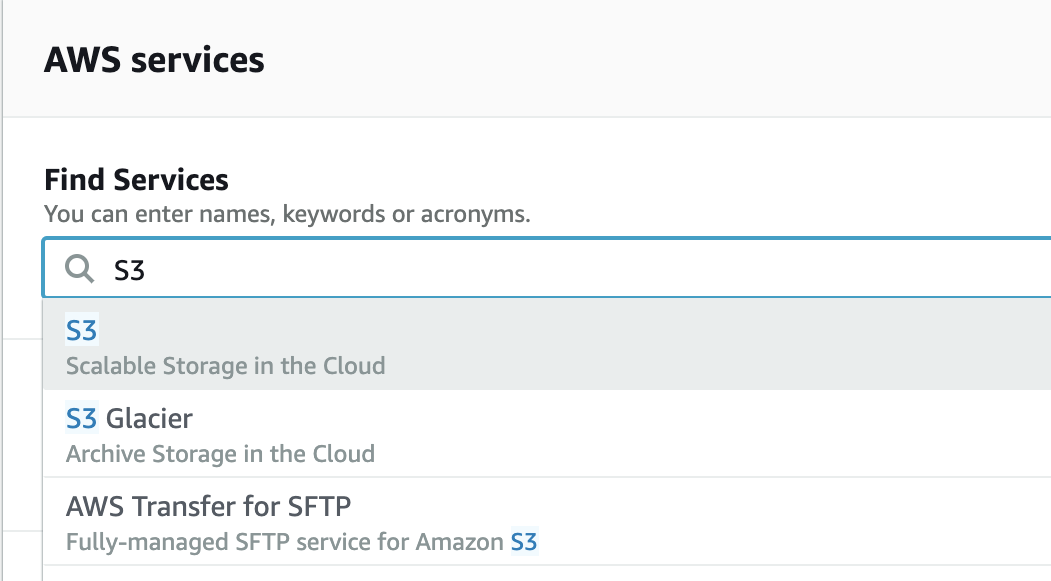 AWS services
Find Services
You can enter names, keywords or acronyms.
S3
S3
Scalable Storage in the Cloud
S3 Glacier
Archive Storage in the Cloud
AWS Transfer for SFTP
Fully-managed SFTP service for Amazon S3